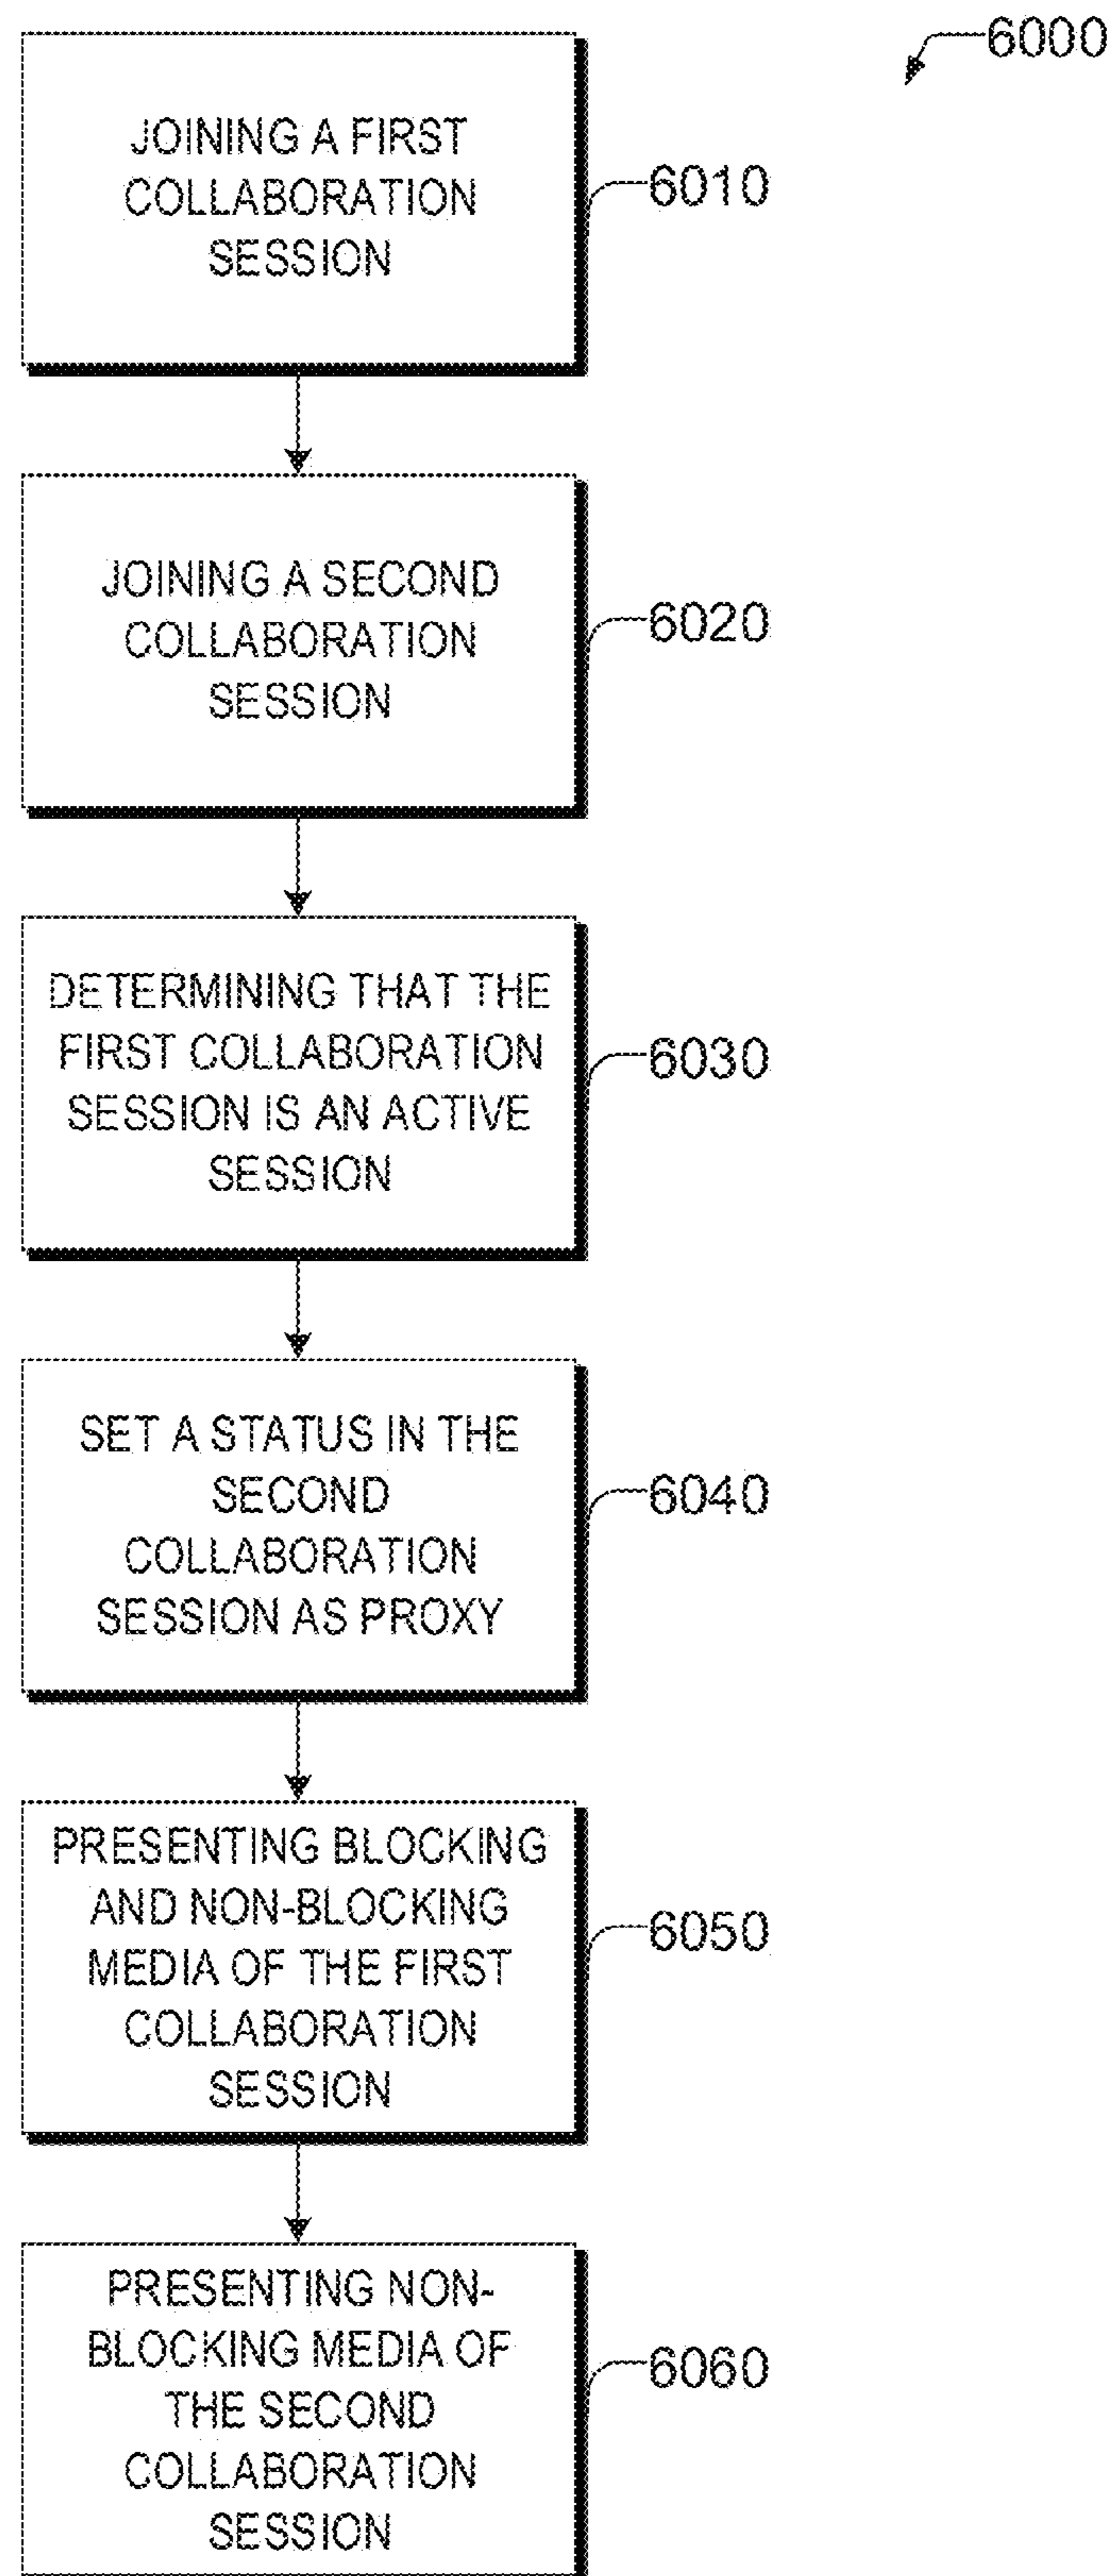 6000
JOINING A FIRST
COLLABORATION
SESSION
6010
JOINING A SECOND
COLLABORATION
SESSION
6020
DETERMINING THAT THE
FIRST COLLABORATION
SESSION IS AN ACTIVE
SESSION
6030
SET A STATUS IN THE
SECOND
COLLABORATION
SESSION AS PROXY
6040
PRESENTING BLOCKING
AND NON-BLOCKING
MEDIA OF THE FIRST
COLLABORATION
SESSION
6050
PRESENTING NON-
BLOCKING MEDIA OF
THE SECOND
COLLABORATION
SESSION
6060